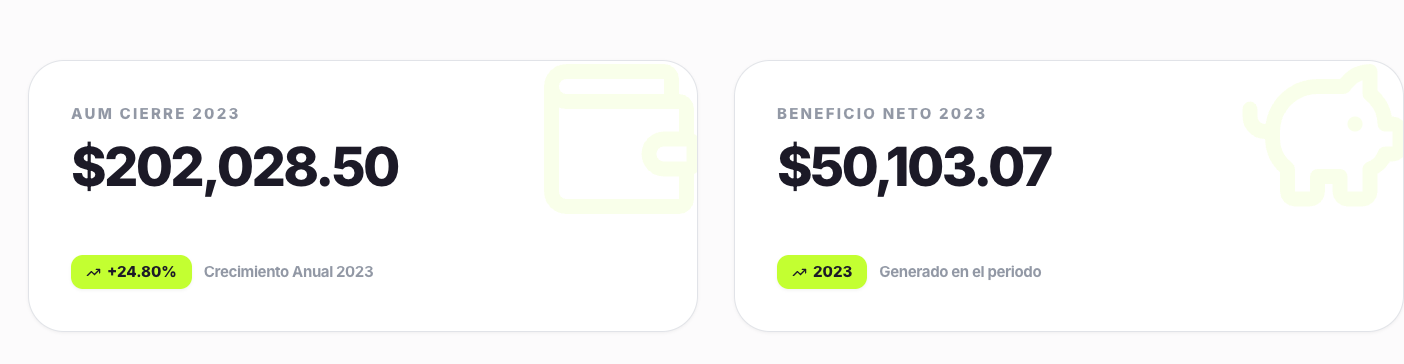 AUM CIERRE 2023
$202,028.50
+24.80% Crecimiento Anual 2023
BENEFICIO NETO 2023
$50,103.07
2023 Generado en el periodo